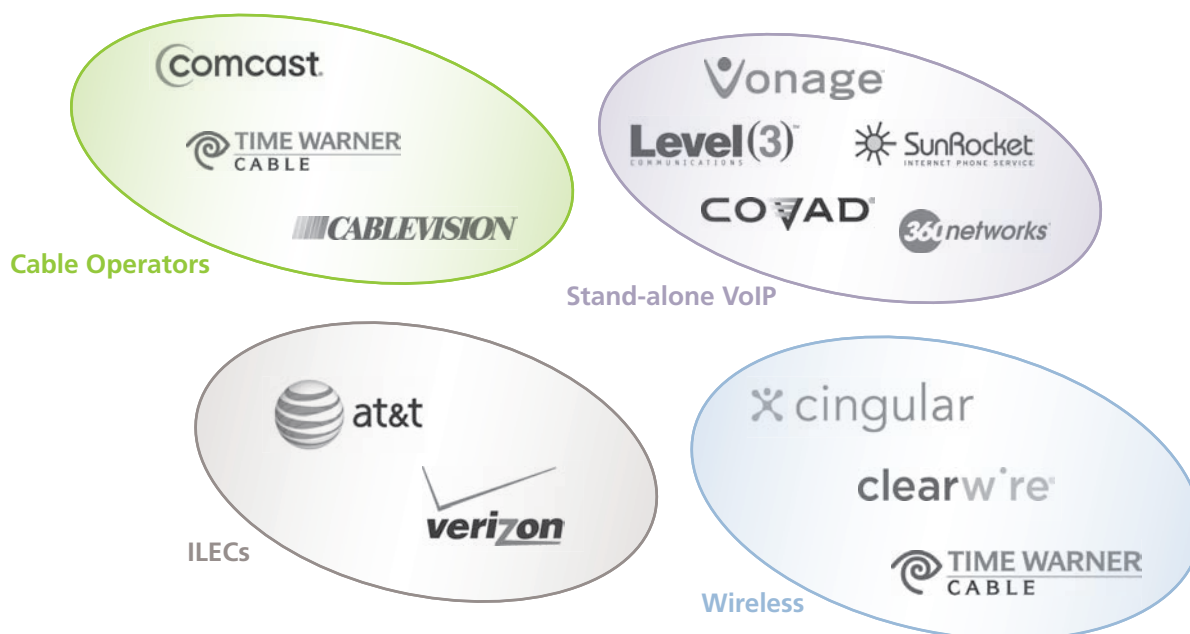 comcast.
TIME WARNER
CABLE
CABLEVISION
Cable Operators
Vonage
Level(3)™
COMMUNICATIONS
SunRocket
INTERNET PHONE SERVICE
COVAD
360networks
Stand-alone VoIP
at&t
verizon
ILECs
cingular
clearwire
TIME WARNER
CABLE
Wireless